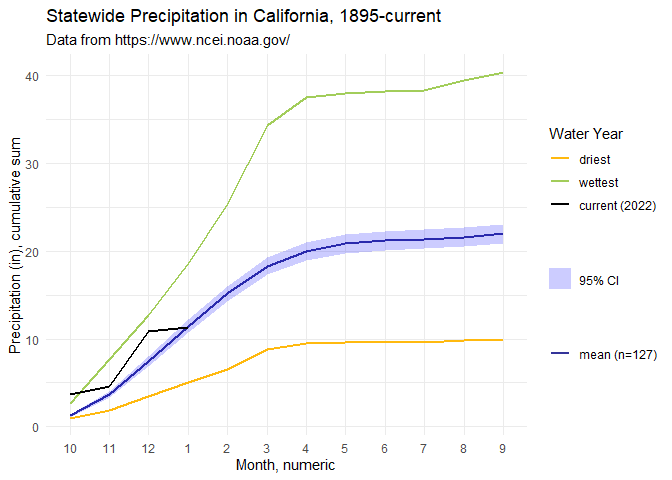 Statewide Precipitation in California, 1895-current
Data from https://www.ncei.noaa.gov/
Precipitation (in), cumulative sum
40
30
20
10
0
10 11 12 1 2 3 4 5 6 7 8 9
Month, numeric
Water Year
driest
wettest
current (2022)
95% CI
mean (n=127)